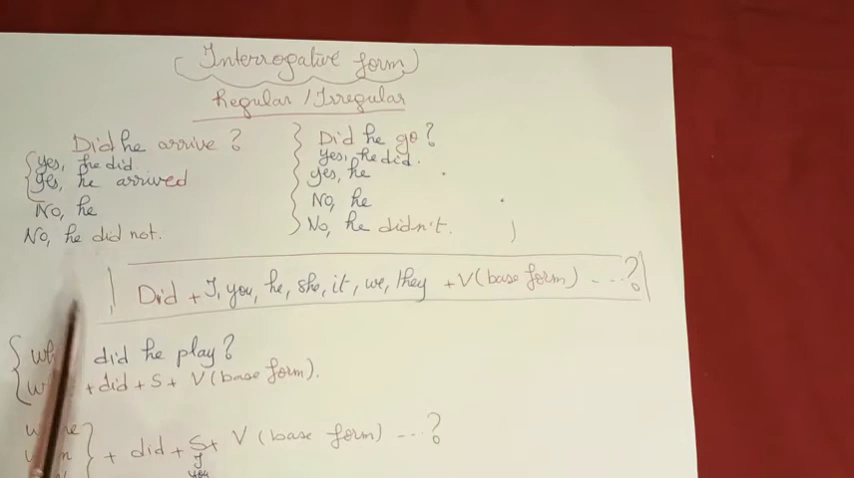 Interrogative form
Regular / Irregular
Did he arrive ?
yes, he did
yes, he arrived
No, he
No, he did not.
Did he go ?
yes, he did.
yes, he
No, he
No, he didn't.
Did + I, you, he, she, it, we, they + V (base form) ... ?
did he play ?
+ did + S + V (base form).
+ did + S + V (base form) ... ?
I
you